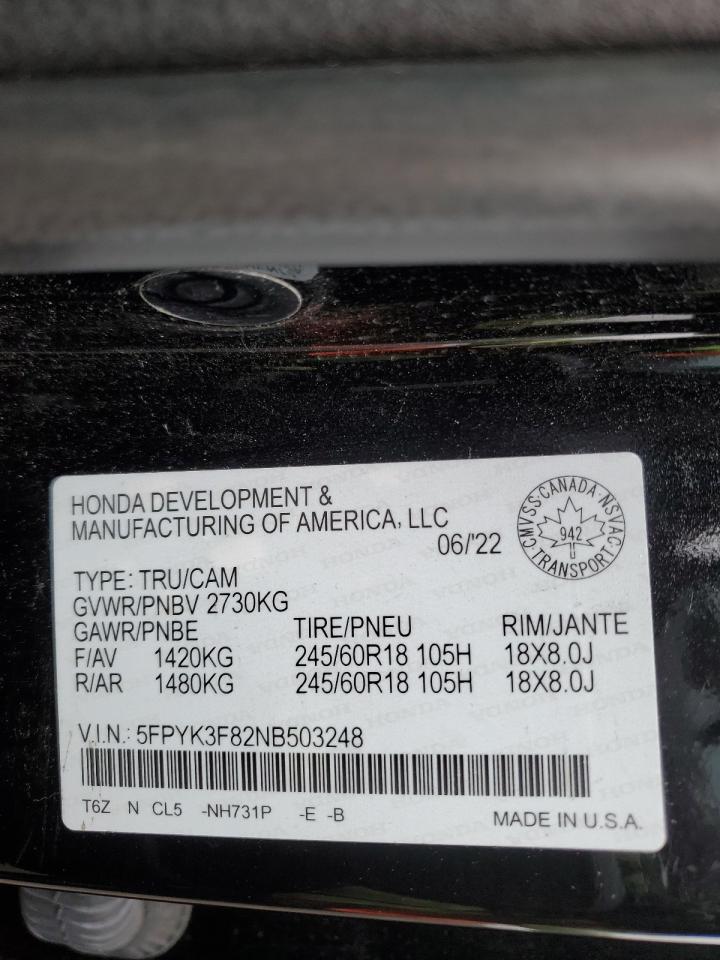 HONDA DEVELOPMENT &
MANUFACTURING OF AMERICA, LLC
06/'22
CMVSS·CANADA·NSVAC
942
TRANSPORT
TYPE: TRU/CAM
GVWR/PNBV 2730KG
GAWR/PNBE TIRE/PNEU RIM/JANTE
F/AV 1420KG 245/60R18 105H 18X8.0J
R/AR 1480KG 245/60R18 105H 18X8.0J
V.I.N.: 5FPYK3F82NB503248
T6Z N CL5 -NH731P -E -B
MADE IN U.S.A.